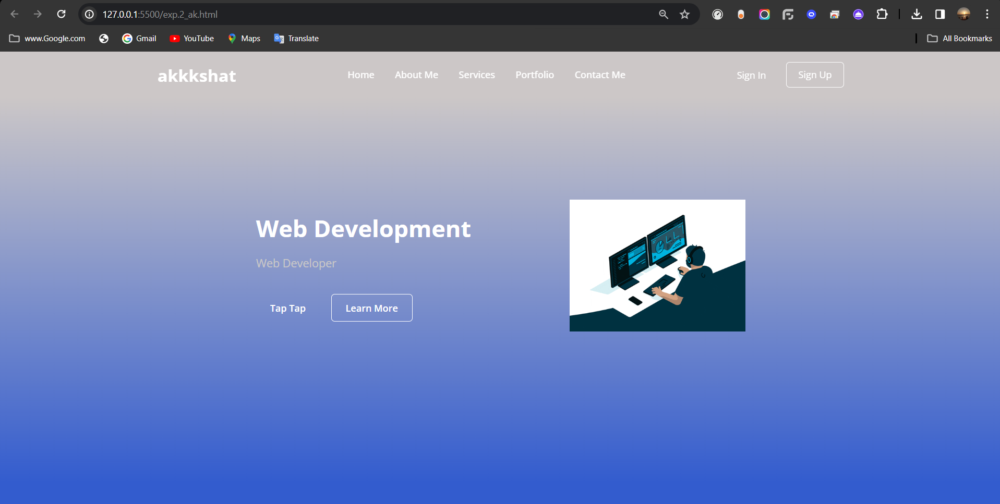 127.0.0.1:5500/exp.2_ak.html
www.Google.com Gmail YouTube Maps Translate All Bookmarks
akkkshat Home About Me Services Portfolio Contact Me Sign In Sign Up
Web Development
Web Developer
Tap Tap Learn More